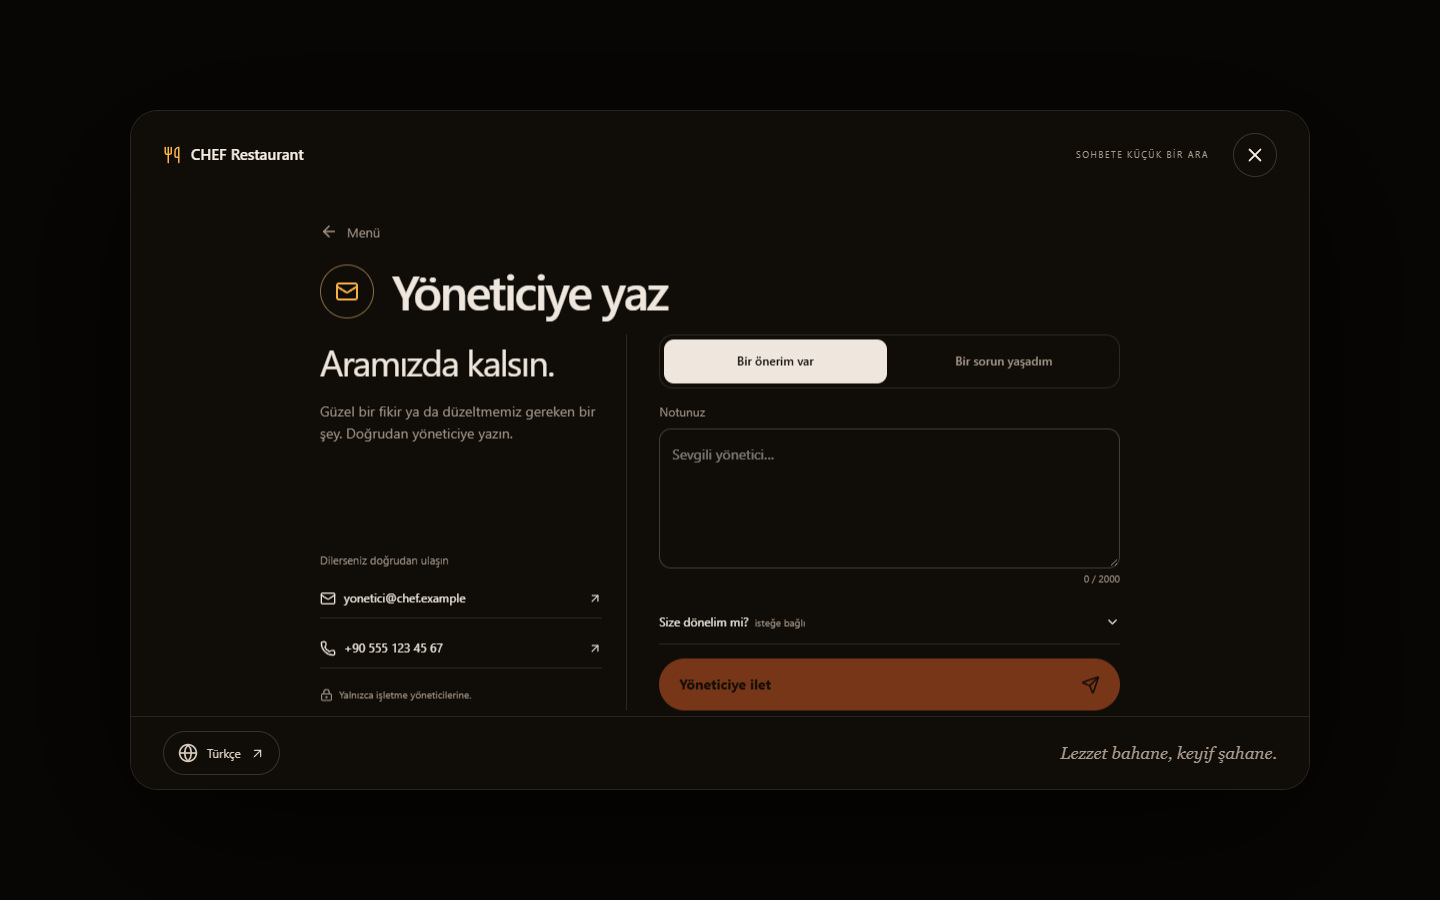 CHEF Restaurant
SOHBETE KÜÇÜK BİR ARA
Menü
Yöneticiye yaz
Aramızda kalsın.
Güzel bir fikir ya da düzeltmemiz gereken bir
şey. Doğrudan yöneticiye yazın.
Dilerseniz doğrudan ulaşın
yonetici@chef.example
+90 555 123 45 67
Yalnızca işletme yöneticilerine.
Bir önerim var
Bir sorun yaşadım
Notunuz
Sevgili yönetici...
0 / 2000
Size dönelim mi? isteğe bağlı
Yöneticiye ilet
Türkçe
Lezzet bahane, keyif şahane.